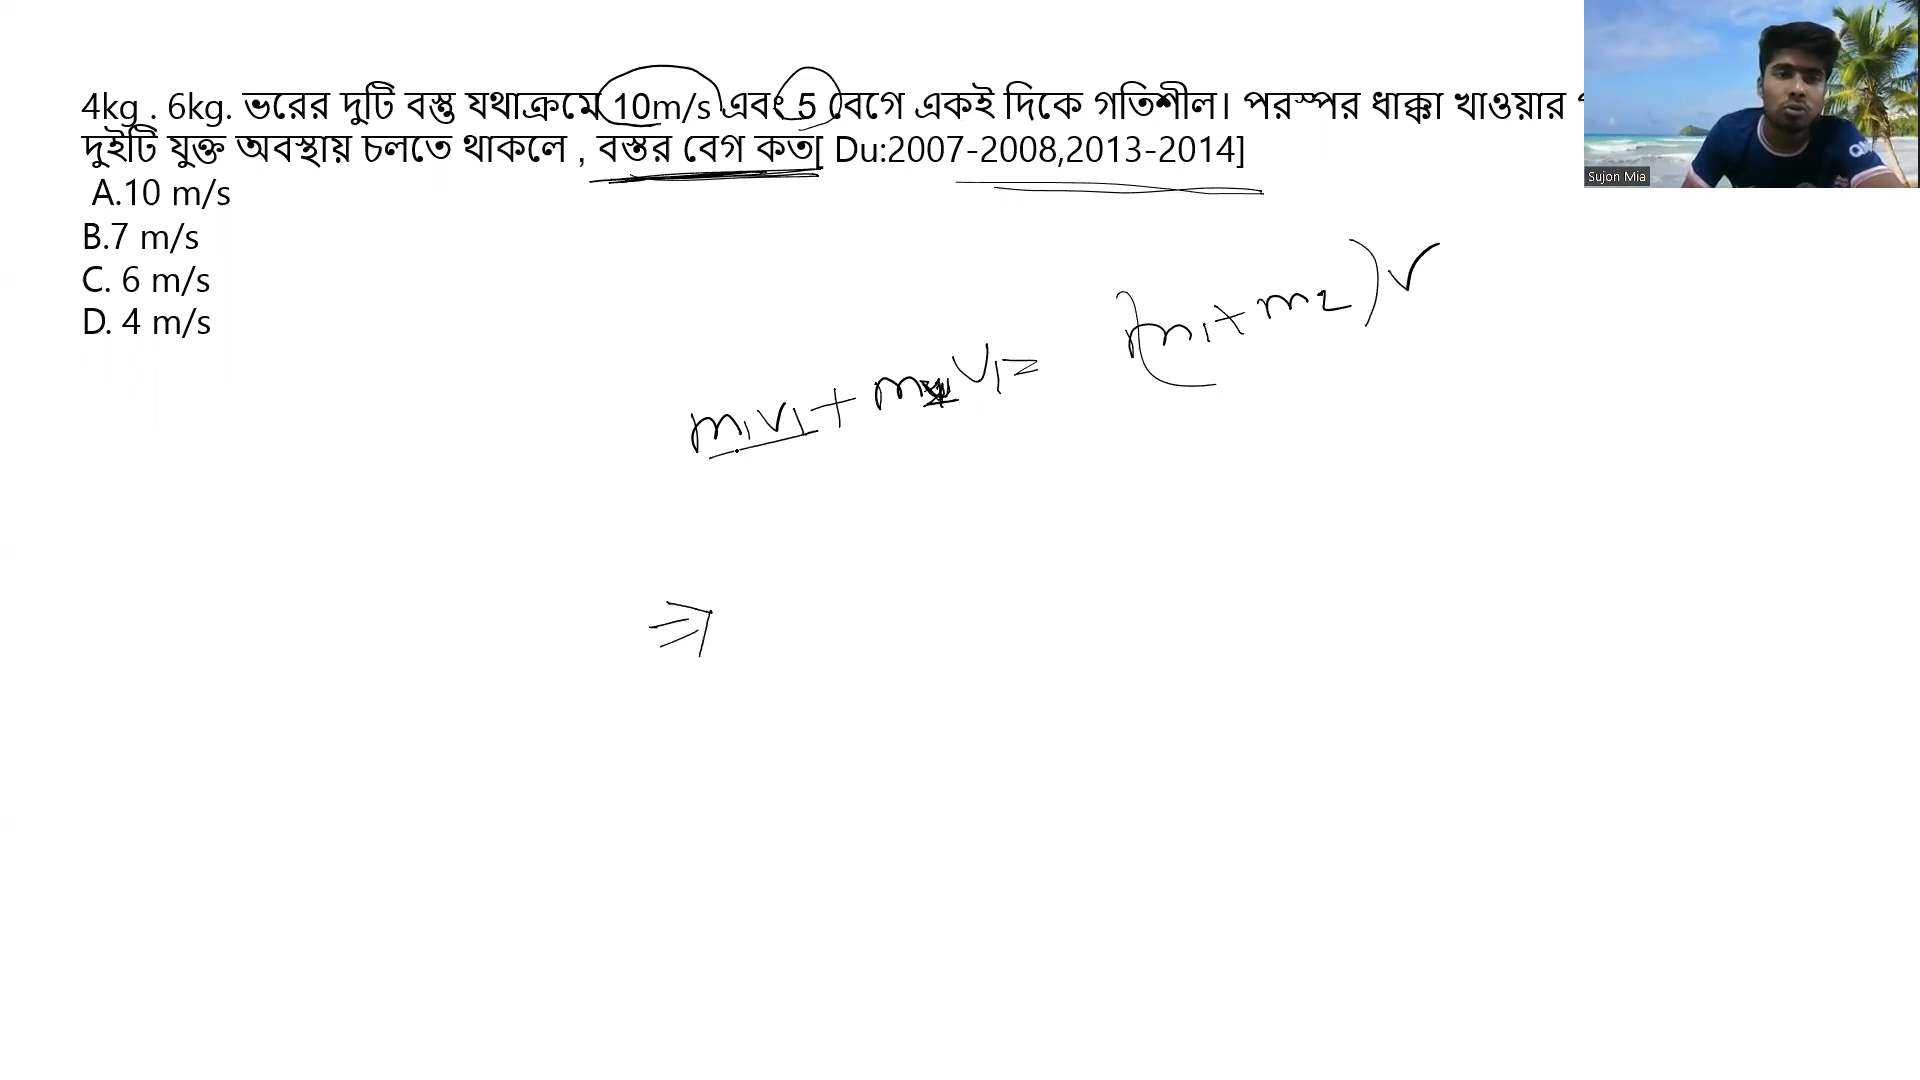 4kg . 6kg. ভরের দুটি বস্তু যথাক্রমে 10m/s এবং 5 বেগে একই দিকে গতিশীল। পরস্পর ধাক্কা খাওয়ার
দুইটি যুক্ত অবস্থায় চলতে থাকলে , বস্তর বেগ কত[ Du:2007-2008,2013-2014]
A.10 m/s
B.7 m/s
C. 6 m/s
D. 4 m/s
Sujon Mia
m₁v₁ + m v₁ = (m₁+m₂)v
⇒